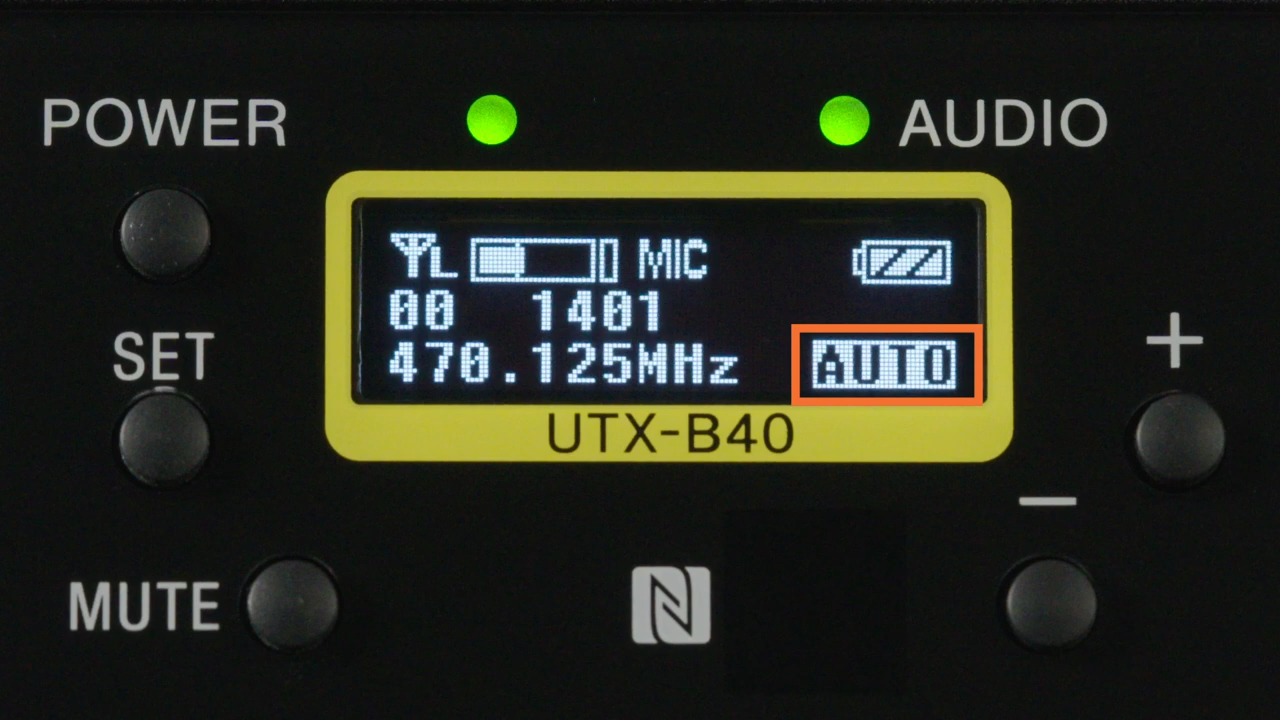 POWER
AUDIO
L MIC
00 1401
470.125MHz AUTO
UTX-B40
SET
+
−
MUTE